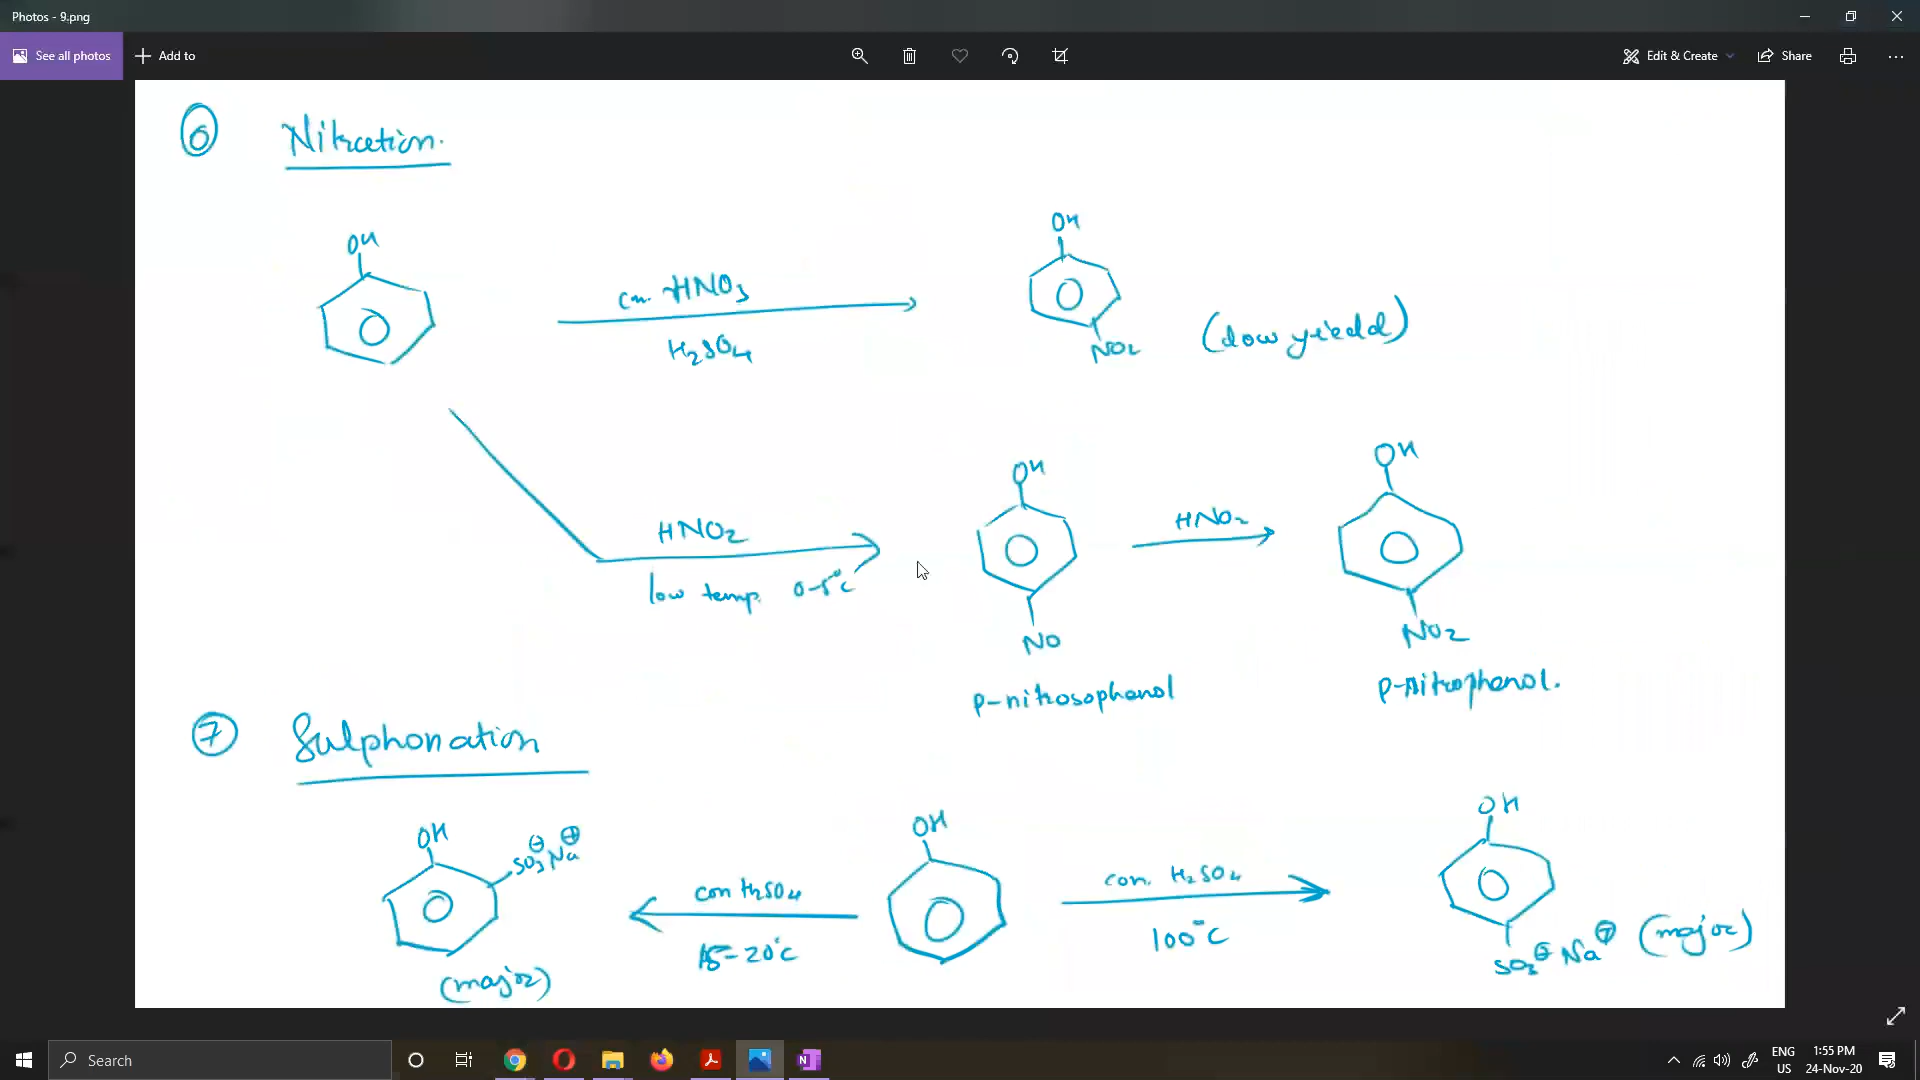 Photos - 9.png
See all photos
Add to
Edit & Create
Share
6 Nitration.
OH
con. HNO3
H2SO4
OH
NO2
(low yield)
HNO2
low temp. 0-5°C
OH
NO
p-nitrosophenol
HNO2
OH
NO2
p-Nitrophenol.
7 Sulphonation
OH
SO3⊖ Na⊕
(major)
con H2SO4
15-20°C
OH
con. H2SO4
100°C
OH
SO3⊖ Na⊕
(major)
Search
ENG
US
1:55 PM
24-Nov-20